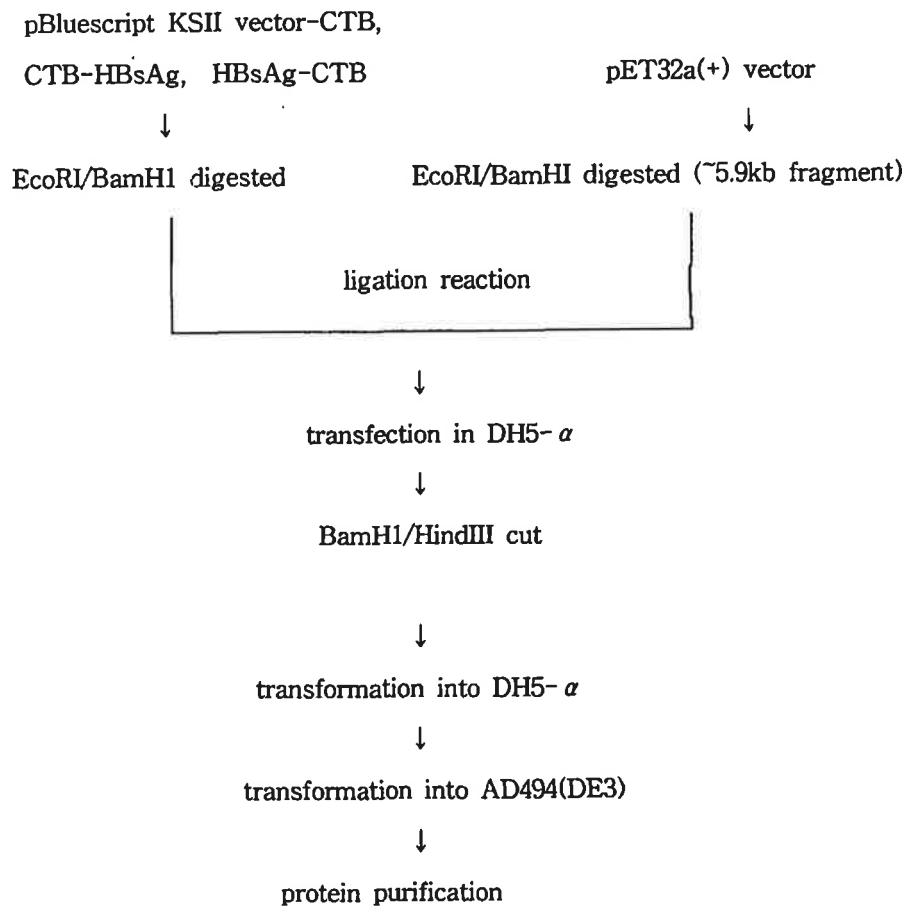 pBluescript KSII vector-CTB,
CTB-HBsAg, HBsAg-CTB
pET32a(+) vector
↓
↓
EcoRI/BamH1 digested
EcoRI/BamHI digested (~5.9kb fragment)
ligation reaction
↓
transfection in DH5-α
↓
BamH1/HindIII cut
↓
transformation into DH5-α
↓
transformation into AD494(DE3)
↓
protein purification